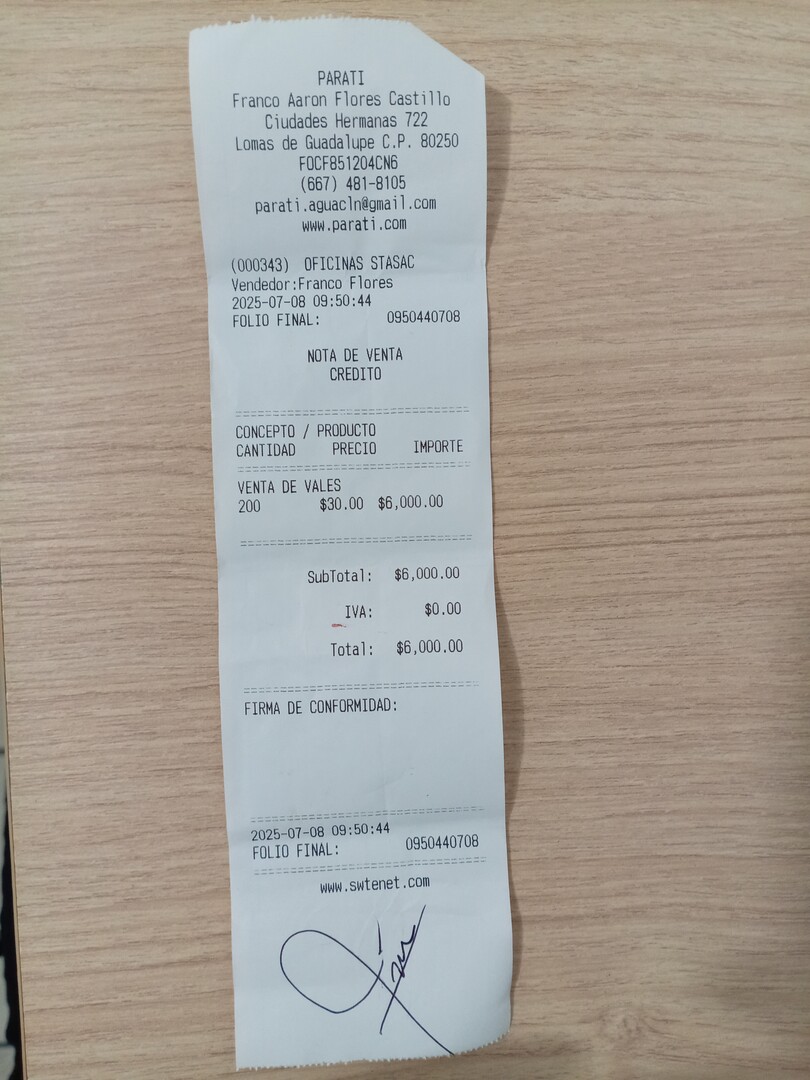 PARATI
Franco Aaron Flores Castillo
Ciudades Hermanas 722
Lomas de Guadalupe C.P. 80250
FOCF851204CN6
(667) 481-8105
parati.aguacln@gmail.com
www.parati.com
(000343) OFICINAS STASAC
Vendedor:Franco Flores
2025-07-08 09:50:44
FOLIO FINAL: 0950440708
NOTA DE VENTA
CREDITO
CONCEPTO / PRODUCTO
CANTIDAD PRECIO IMPORTE
VENTA DE VALES
200 $30.00 $6,000.00
SubTotal: $6,000.00
IVA: $0.00
Total: $6,000.00
FIRMA DE CONFORMIDAD:
2025-07-08 09:50:44
FOLIO FINAL: 0950440708
www.swtenet.com